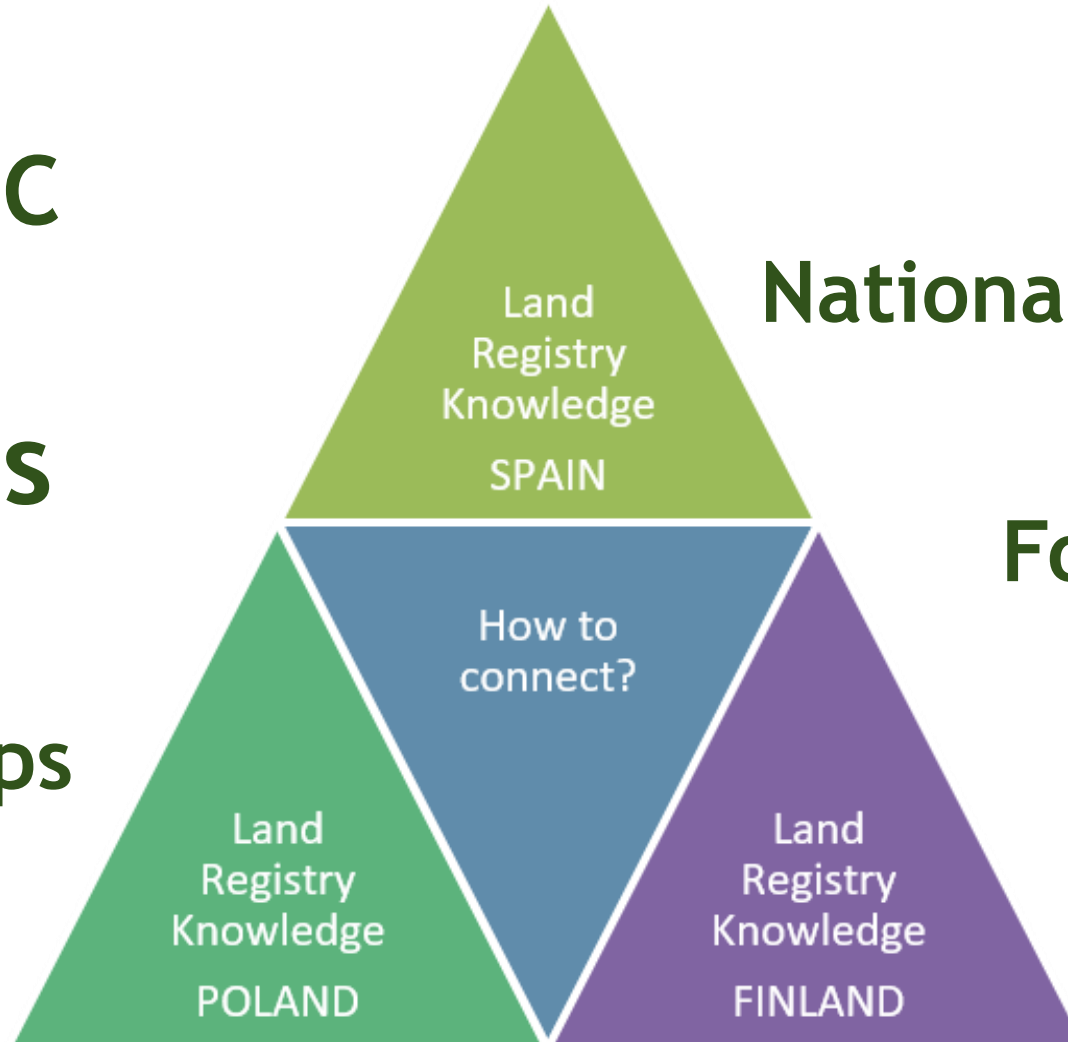 C
Nationa
Land
Registry
Knowledge
SPAIN
s
Fo
How to
connect?
ps
Land
Registry
Knowledge
POLAND
Land
Registry
Knowledge
FINLAND